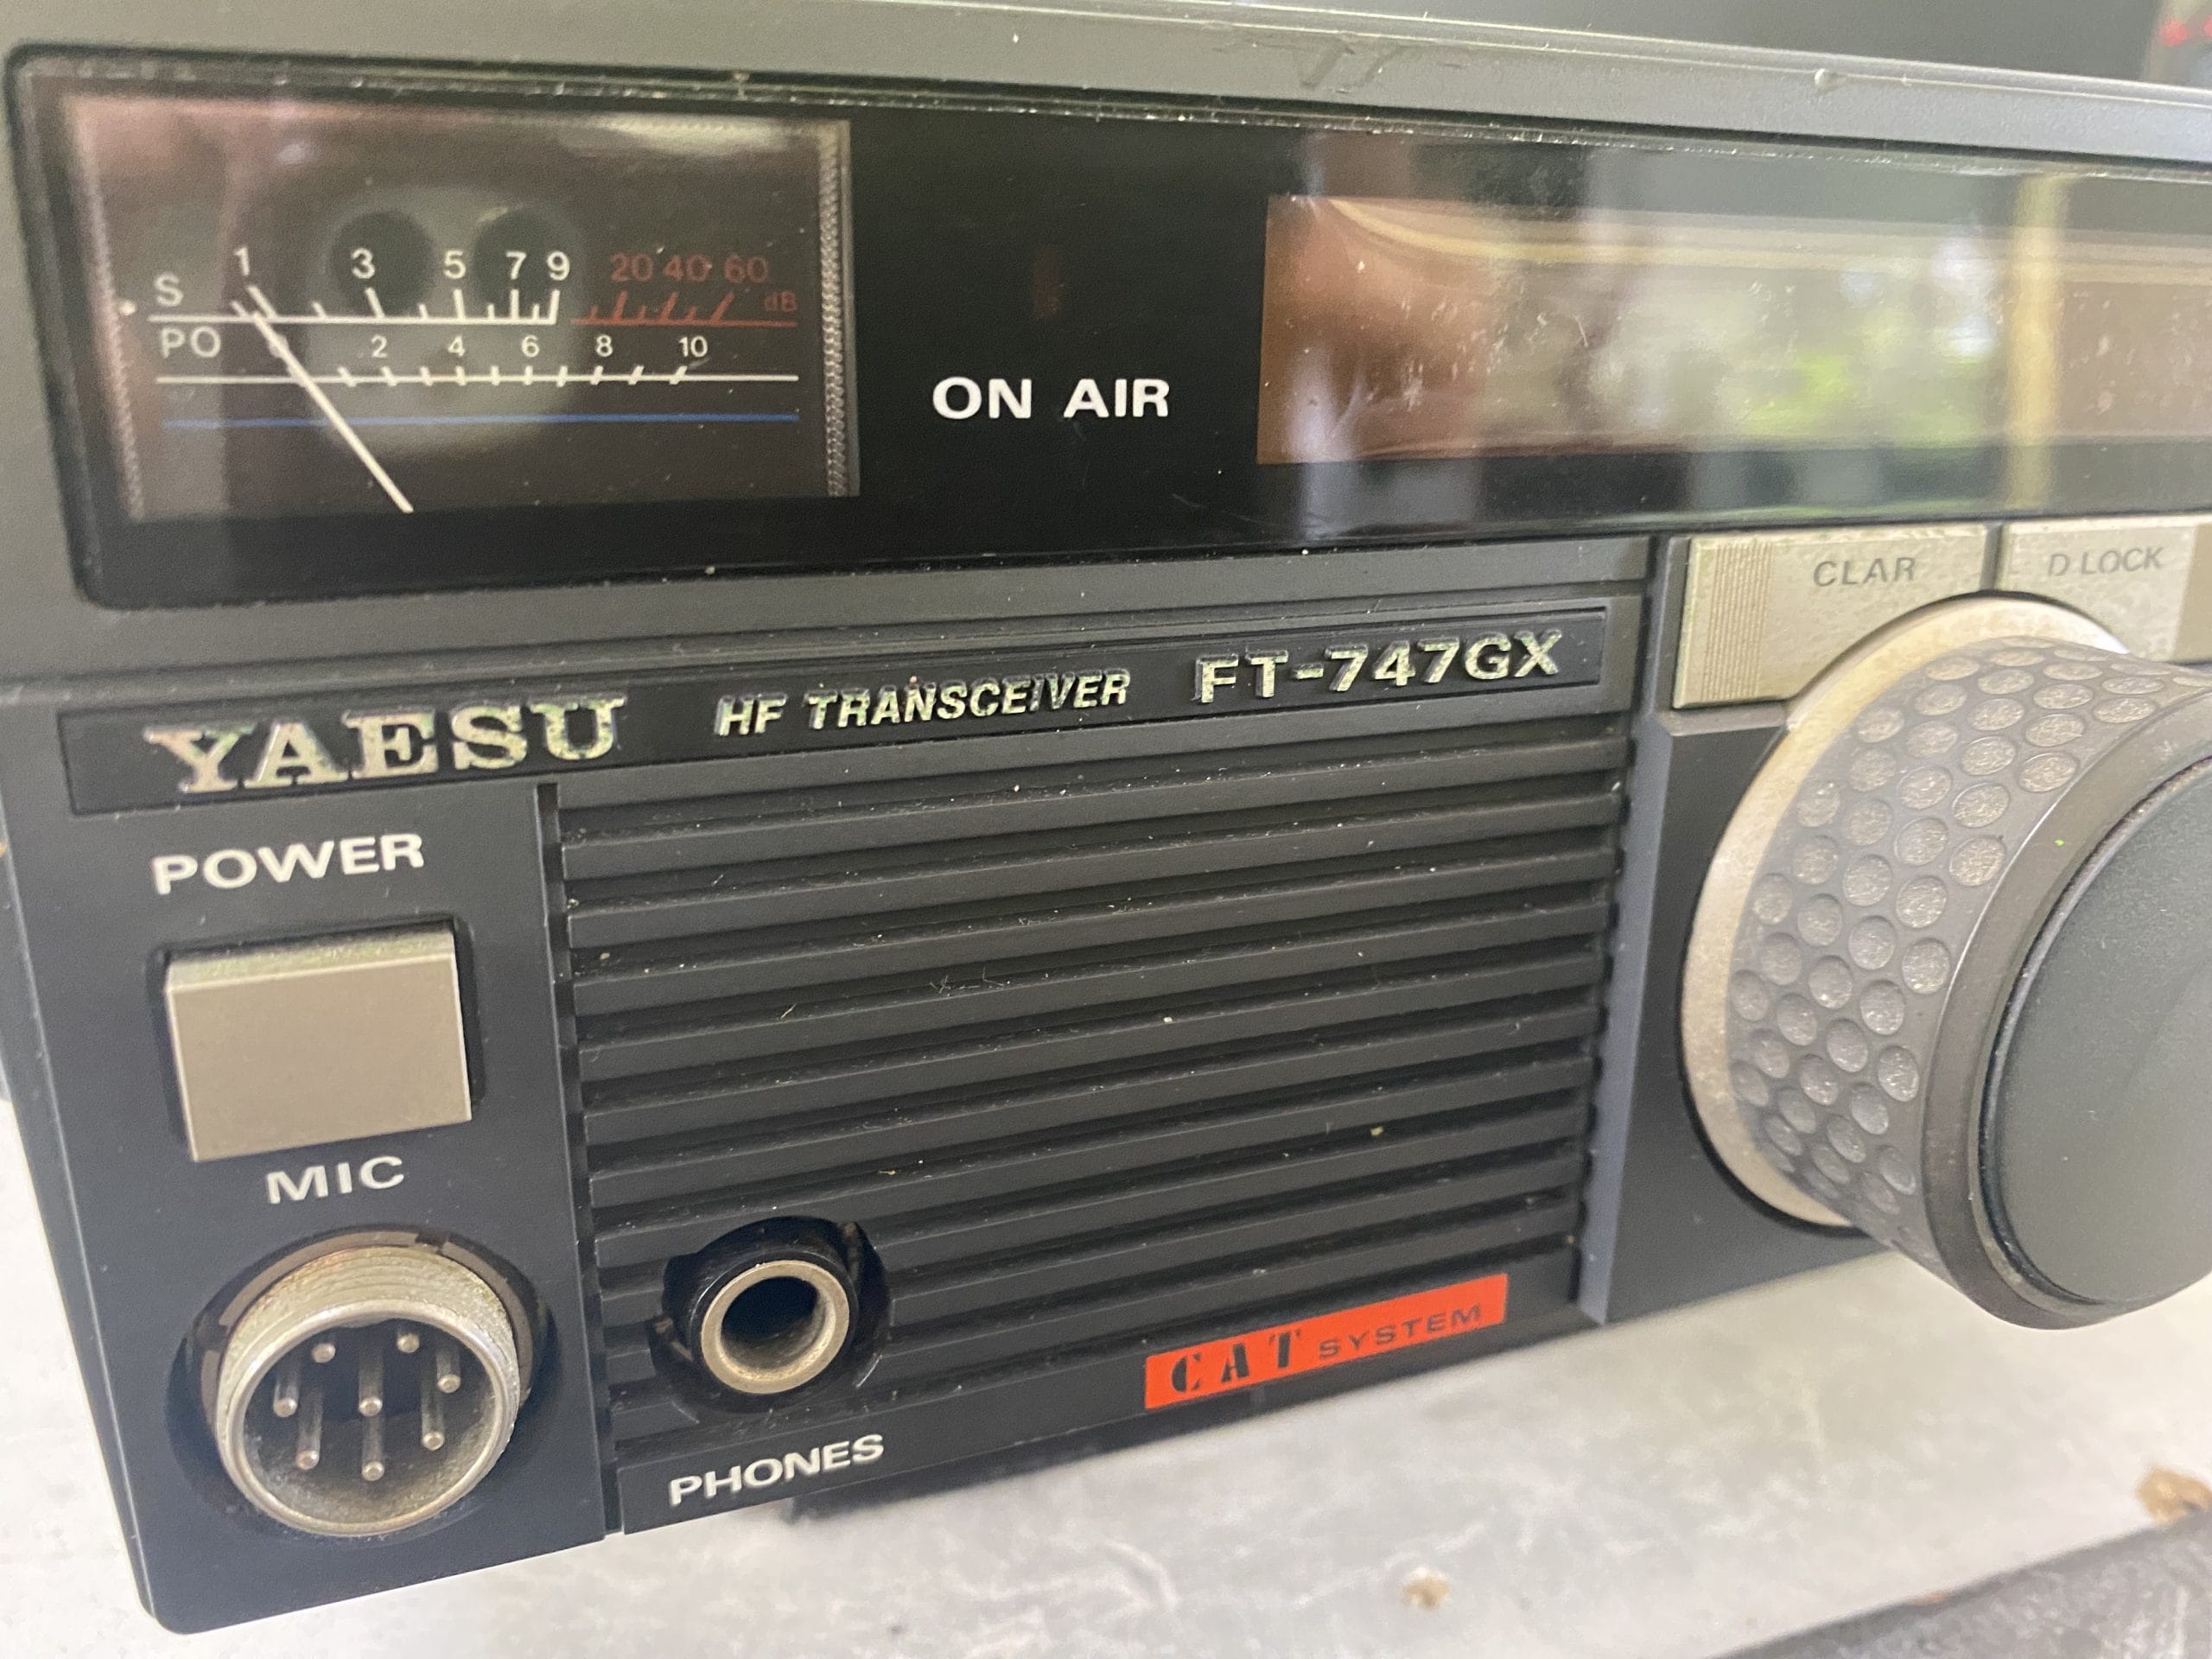 S 1 3 5 7 9 20 40 60 dB
PO 0 2 4 6 8 10
ON AIR
CLAR D LOCK
YAESU HF TRANSCEIVER FT-747GX
POWER
MIC
CAT SYSTEM
PHONES